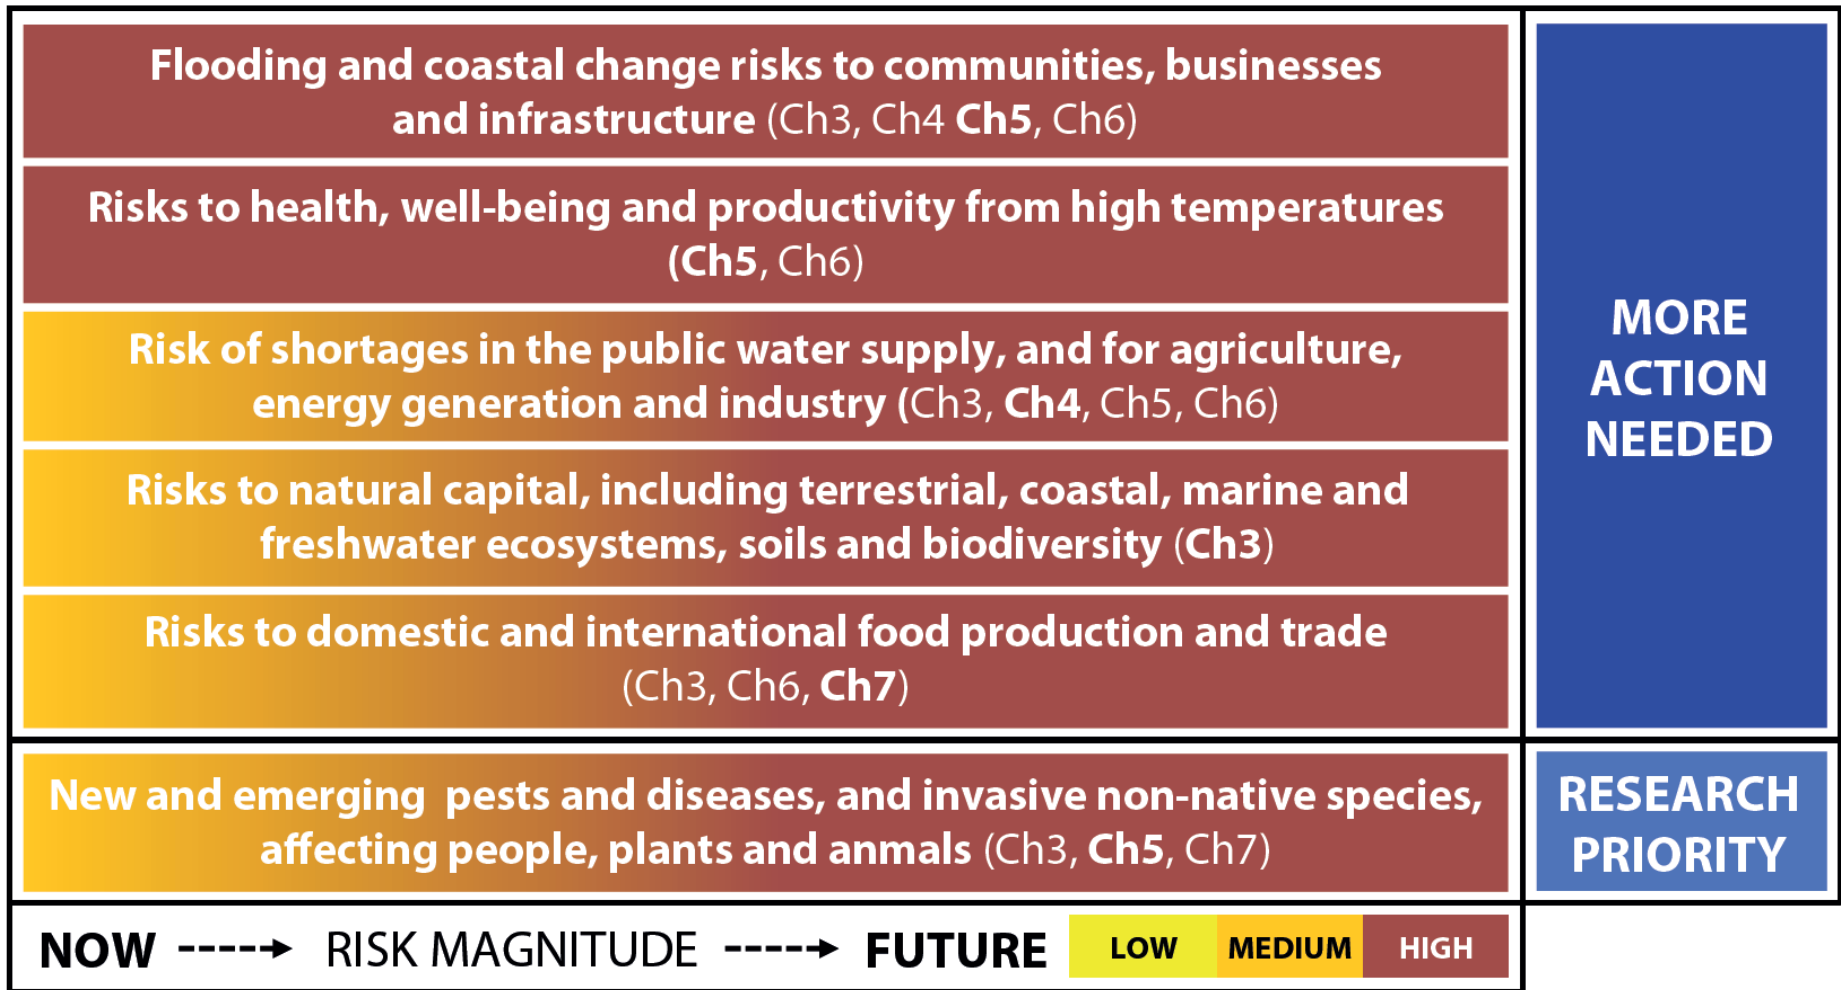 Flooding and coastal change risks to communities, businesses
and infrastructure (Ch3, Ch4 Ch5, Ch6)
Risks to health, well-being and productivity from high temperatures
(Ch5, Ch6)
Risk of shortages in the public water supply, and for agriculture,
energy generation and industry (Ch3, Ch4, Ch5, Ch6)
Risks to natural capital, including terrestrial, coastal, marine and
freshwater ecosystems, soils and biodiversity (Ch3)
Risks to domestic and international food production and trade
(Ch3, Ch6, Ch7)
MORE
ACTION
NEEDED
New and emerging pests and diseases, and invasive non-native species,
affecting people, plants and anmals (Ch3, Ch5, Ch7)
RESEARCH
PRIORITY
NOW RISK MAGNITUDE FUTURE LOW MEDIUM HIGH